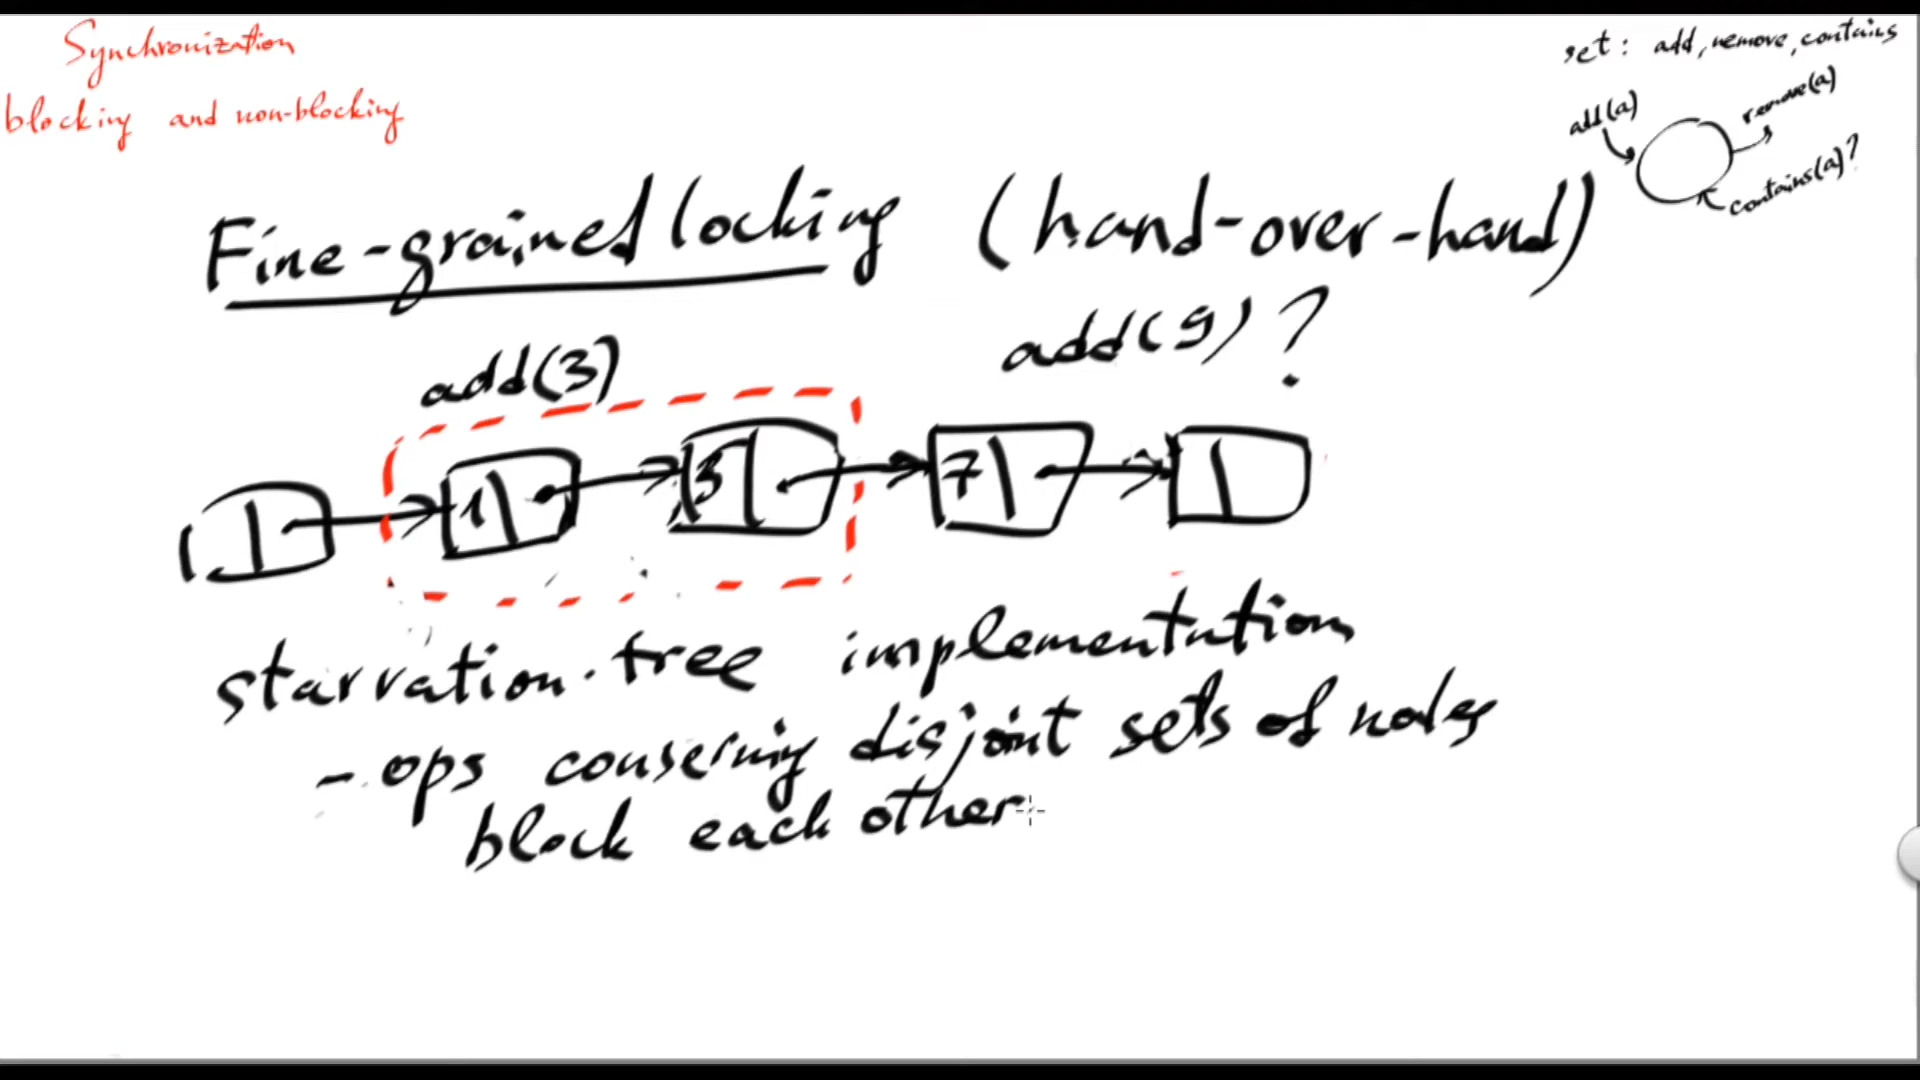 Synchronization
blocking and non-blocking
set: add, remove, contains
add(a)
remove(a)
contains(a)?
Fine-grained locking (hand-over-hand)
add(3)
add(9)?
1 3 7
starvation-free implementation
- ops conserning disjoint sets of nodes
block each other